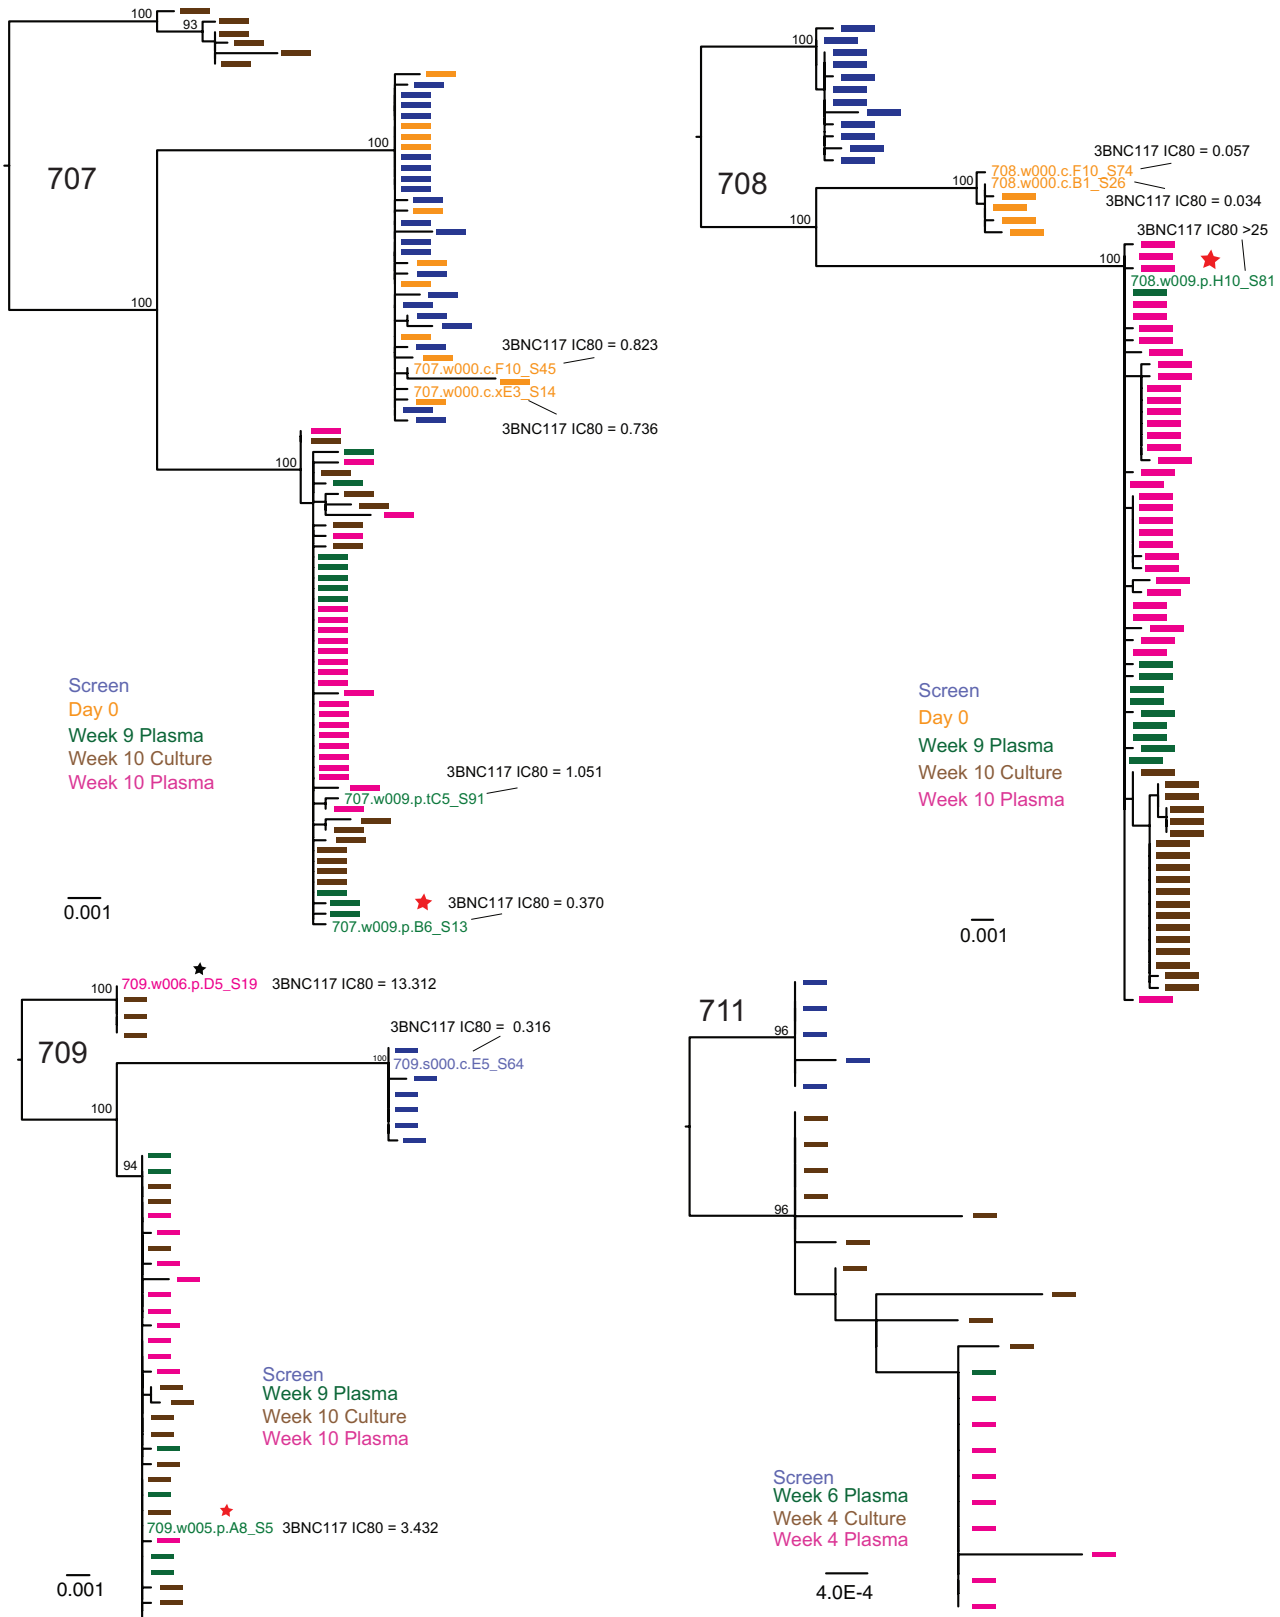 100
93
707
100
100
3BNC117 IC80 = 0.823
707.w000.c.F10_S45
707.w000.c.xE3_S14
3BNC117 IC80 = 0.736
100
Screen
Day 0
Week 9 Plasma
Week 10 Culture
Week 10 Plasma
3BNC117 IC80 = 1.051
707.w009.p.tC5_S91
3BNC117 IC80 = 0.370
707.w009.p.B6_S13
0.001
100
708
3BNC117 IC80 = 0.057
708.w000.c.F10_S74
708.w000.c.B1_S26
100
3BNC117 IC80 = 0.034
100
3BNC117 IC80 >25
100
708.w009.p.H10_S81
Screen
Day 0
Week 9 Plasma
Week 10 Culture
Week 10 Plasma
0.001
100
709.w006.p.D5_S19 3BNC117 IC80 = 13.312
709
3BNC117 IC80 = 0.316
100
709.s000.c.E5_S64
100
94
Screen
Week 9 Plasma
Week 10 Culture
Week 10 Plasma
709.w005.p.A8_S5 3BNC117 IC80 = 3.432
0.001
711
96
96
Screen
Week 6 Plasma
Week 4 Culture
Week 4 Plasma
4.0E-4